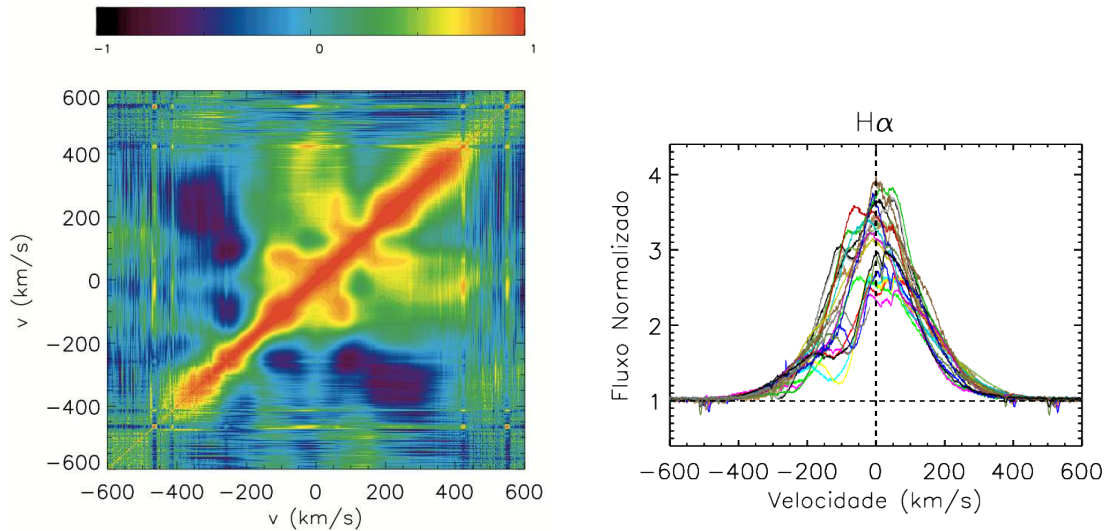 −1 0 1
600
400
200
0
−200
−400
−600
v (km/s)
−600 −400 −200 0 200 400 600
v (km/s)
Hα
4
3
2
1
Fluxo Normalizado
−600 −400 −200 0 200 400 600
Velocidade (km/s)